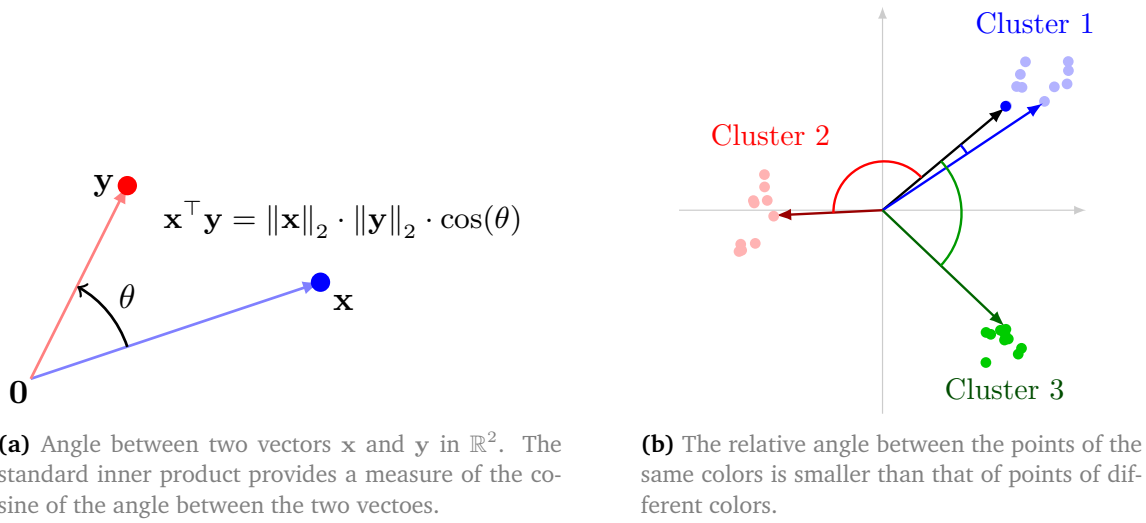 Cluster 1
Cluster 2
y
x⊤y = ‖x‖₂ · ‖y‖₂ · cos(θ)
θ
x
0
Cluster 3
(a) Angle between two vectors x and y in ℝ². The
standard inner product provides a measure of the co-
sine of the angle between the two vectoes.
(b) The relative angle between the points of the
same colors is smaller than that of points of dif-
ferent colors.